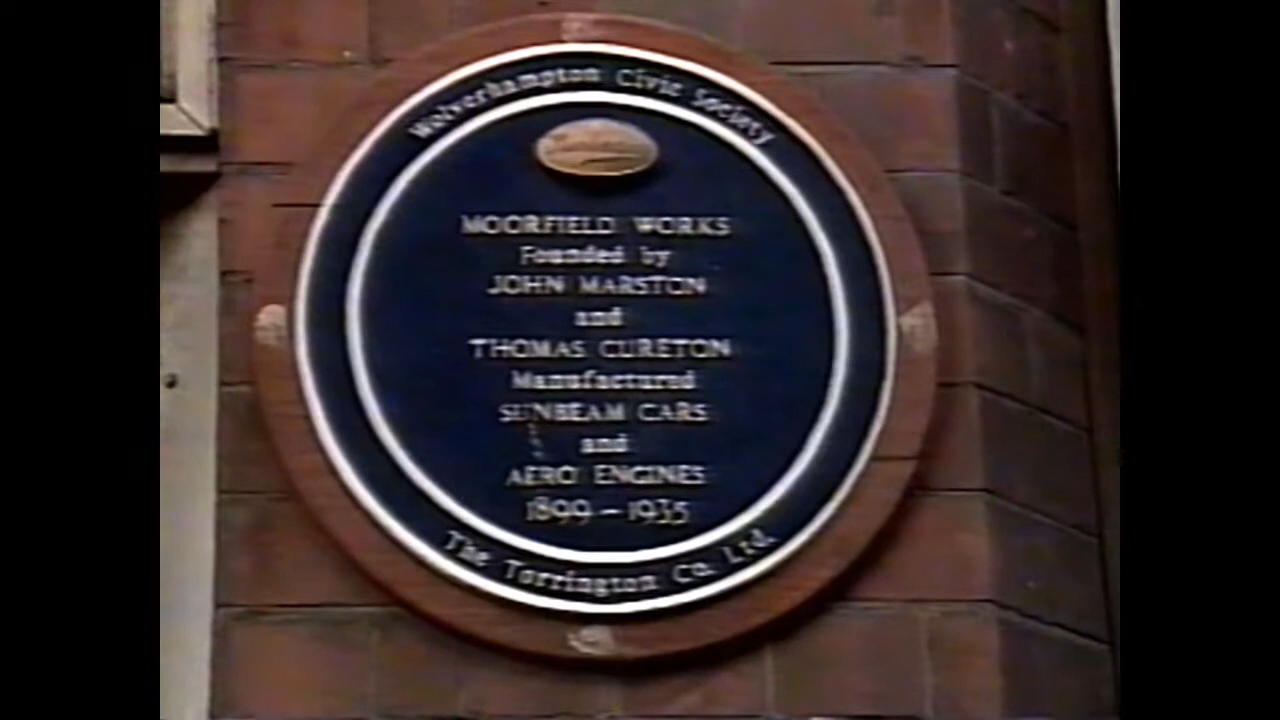 Wolverhampton Civic Society
MOORFIELD WORKS
Founded by
JOHN MARSTON
and
THOMAS CURETON
Manufactured
SUNBEAM CARS
and
AERO ENGINES
1899 – 1935
The Torrington Co. Ltd.